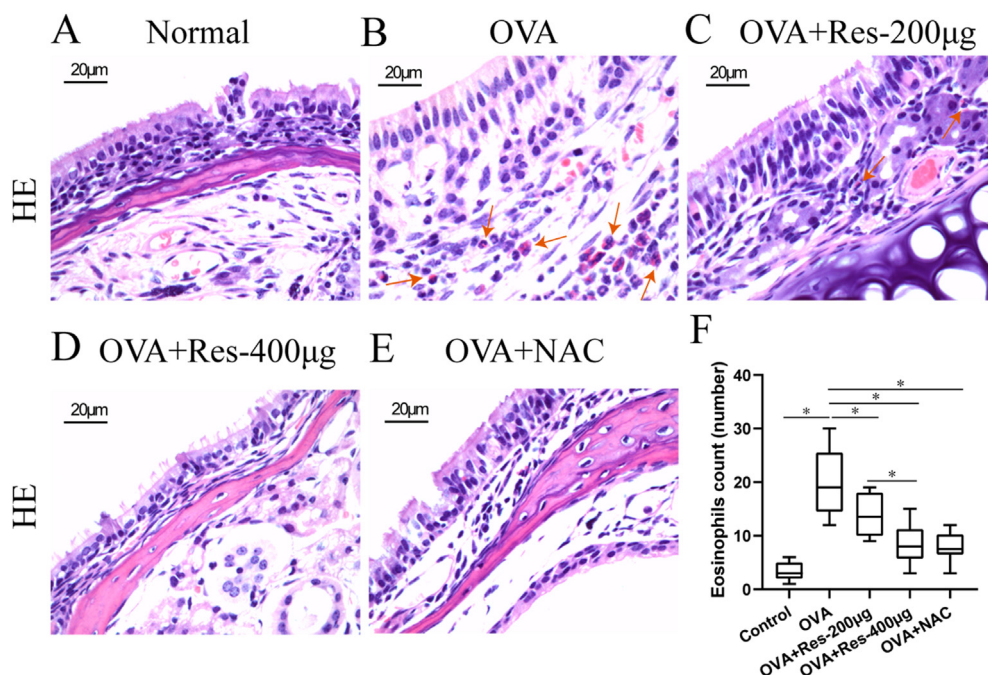 A Normal
B OVA
C OVA+Res-200μg
20μm
20μm
20μm
HE
D OVA+Res-400μg
E OVA+NAC
20μm
20μm
HE
F
Eosinophils count (number)
40
30
20
10
0
*
*
*
*
*
Control
OVA
OVA+Res-200μg
OVA+Res-400μg
OVA+NAC